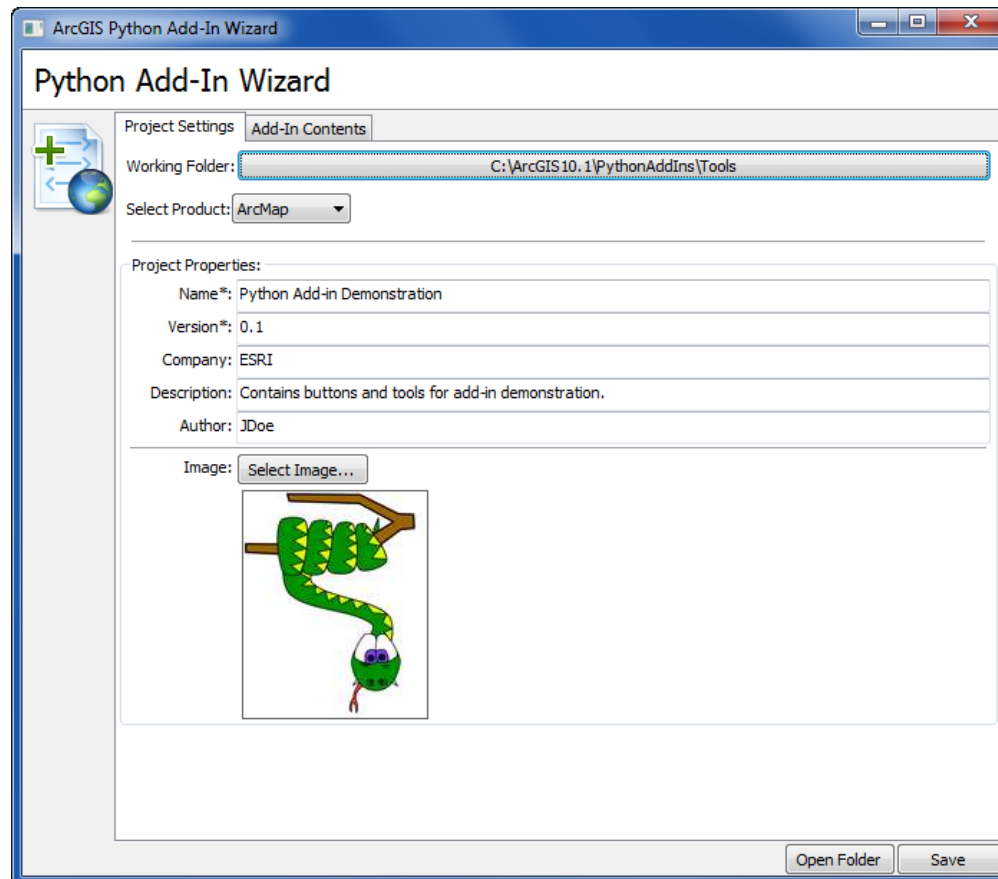 ArcGIS Python Add-In Wizard
Python Add-In Wizard
Project Settings Add-In Contents
Working Folder: C:\ArcGIS10.1\PythonAddIns\Tools
Select Product: ArcMap
Project Properties:
Name*: Python Add-in Demonstration
Version*: 0.1
Company: ESRI
Description: Contains buttons and tools for add-in demonstration.
Author: JDoe
Image: Select Image...
Open Folder Save